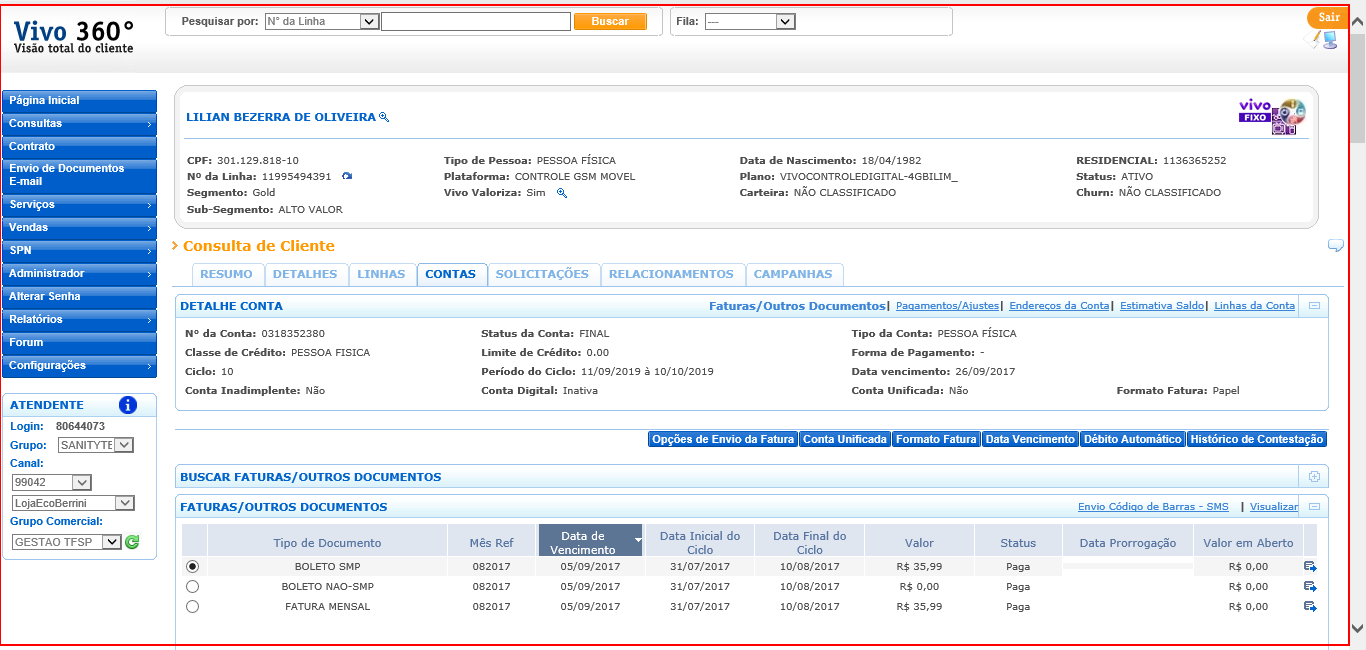 Vivo 360°
Visão total do cliente
Pesquisar por: N° da Linha Buscar
Fila: ---
Sair
Página Inicial
Consultas
Contrato
Envio de Documentos
E-mail
Serviços
Vendas
SPN
Administrador
Alterar Senha
Relatórios
Forum
Configurações
ATENDENTE
Login: 80644073
Grupo: SANITYTE
Canal:
99042
LojaEcoBerrini
Grupo Comercial:
GESTAO TFSP
LILIAN BEZERRA DE OLIVEIRA
vivo
FIXO
CPF: 301.129.818-10 Tipo de Pessoa: PESSOA FÍSICA Data de Nascimento: 18/04/1982 RESIDENCIAL: 1136365252
Nº da Linha: 11995494391 Plataforma: CONTROLE GSM MOVEL Plano: VIVOCONTROLEDIGITAL-4GBILIM_ Status: ATIVO
Segmento: Gold Vivo Valoriza: Sim Carteira: NÃO CLASSIFICADO Churn: NÃO CLASSIFICADO
Sub-Segmento: ALTO VALOR
Consulta de Cliente
RESUMO DETALHES LINHAS CONTAS SOLICITAÇÕES RELACIONAMENTOS CAMPANHAS
DETALHE CONTA Faturas/Outros Documentos| Pagamentos/Ajustes| Endereços da Conta| Estimativa Saldo| Linhas da Conta
Nº da Conta: 0318352380 Status da Conta: FINAL Tipo da Conta: PESSOA FÍSICA
Classe de Crédito: PESSOA FISICA Limite de Crédito: 0.00 Forma de Pagamento: -
Ciclo: 10 Período do Ciclo: 11/09/2019 à 10/10/2019 Data vencimento: 26/09/2017
Conta Inadimplente: Não Conta Digital: Inativa Conta Unificada: Não Formato Fatura: Papel
Opções de Envio da Fatura Conta Unificada Formato Fatura Data Vencimento Débito Automático Histórico de Contestação
BUSCAR FATURAS/OUTROS DOCUMENTOS
FATURAS/OUTROS DOCUMENTOS Envio Código de Barras - SMS | Visualizar
Tipo de Documento Mês Ref Data de Vencimento Data Inicial do Ciclo Data Final do Ciclo Valor Status Data Prorrogação Valor em Aberto
BOLETO SMP 082017 05/09/2017 31/07/2017 10/08/2017 R$ 35,99 Paga R$ 0,00
BOLETO NAO-SMP 082017 05/09/2017 31/07/2017 10/08/2017 R$ 0,00 Paga R$ 0,00
FATURA MENSAL 082017 05/09/2017 31/07/2017 10/08/2017 R$ 35,99 Paga R$ 0,00